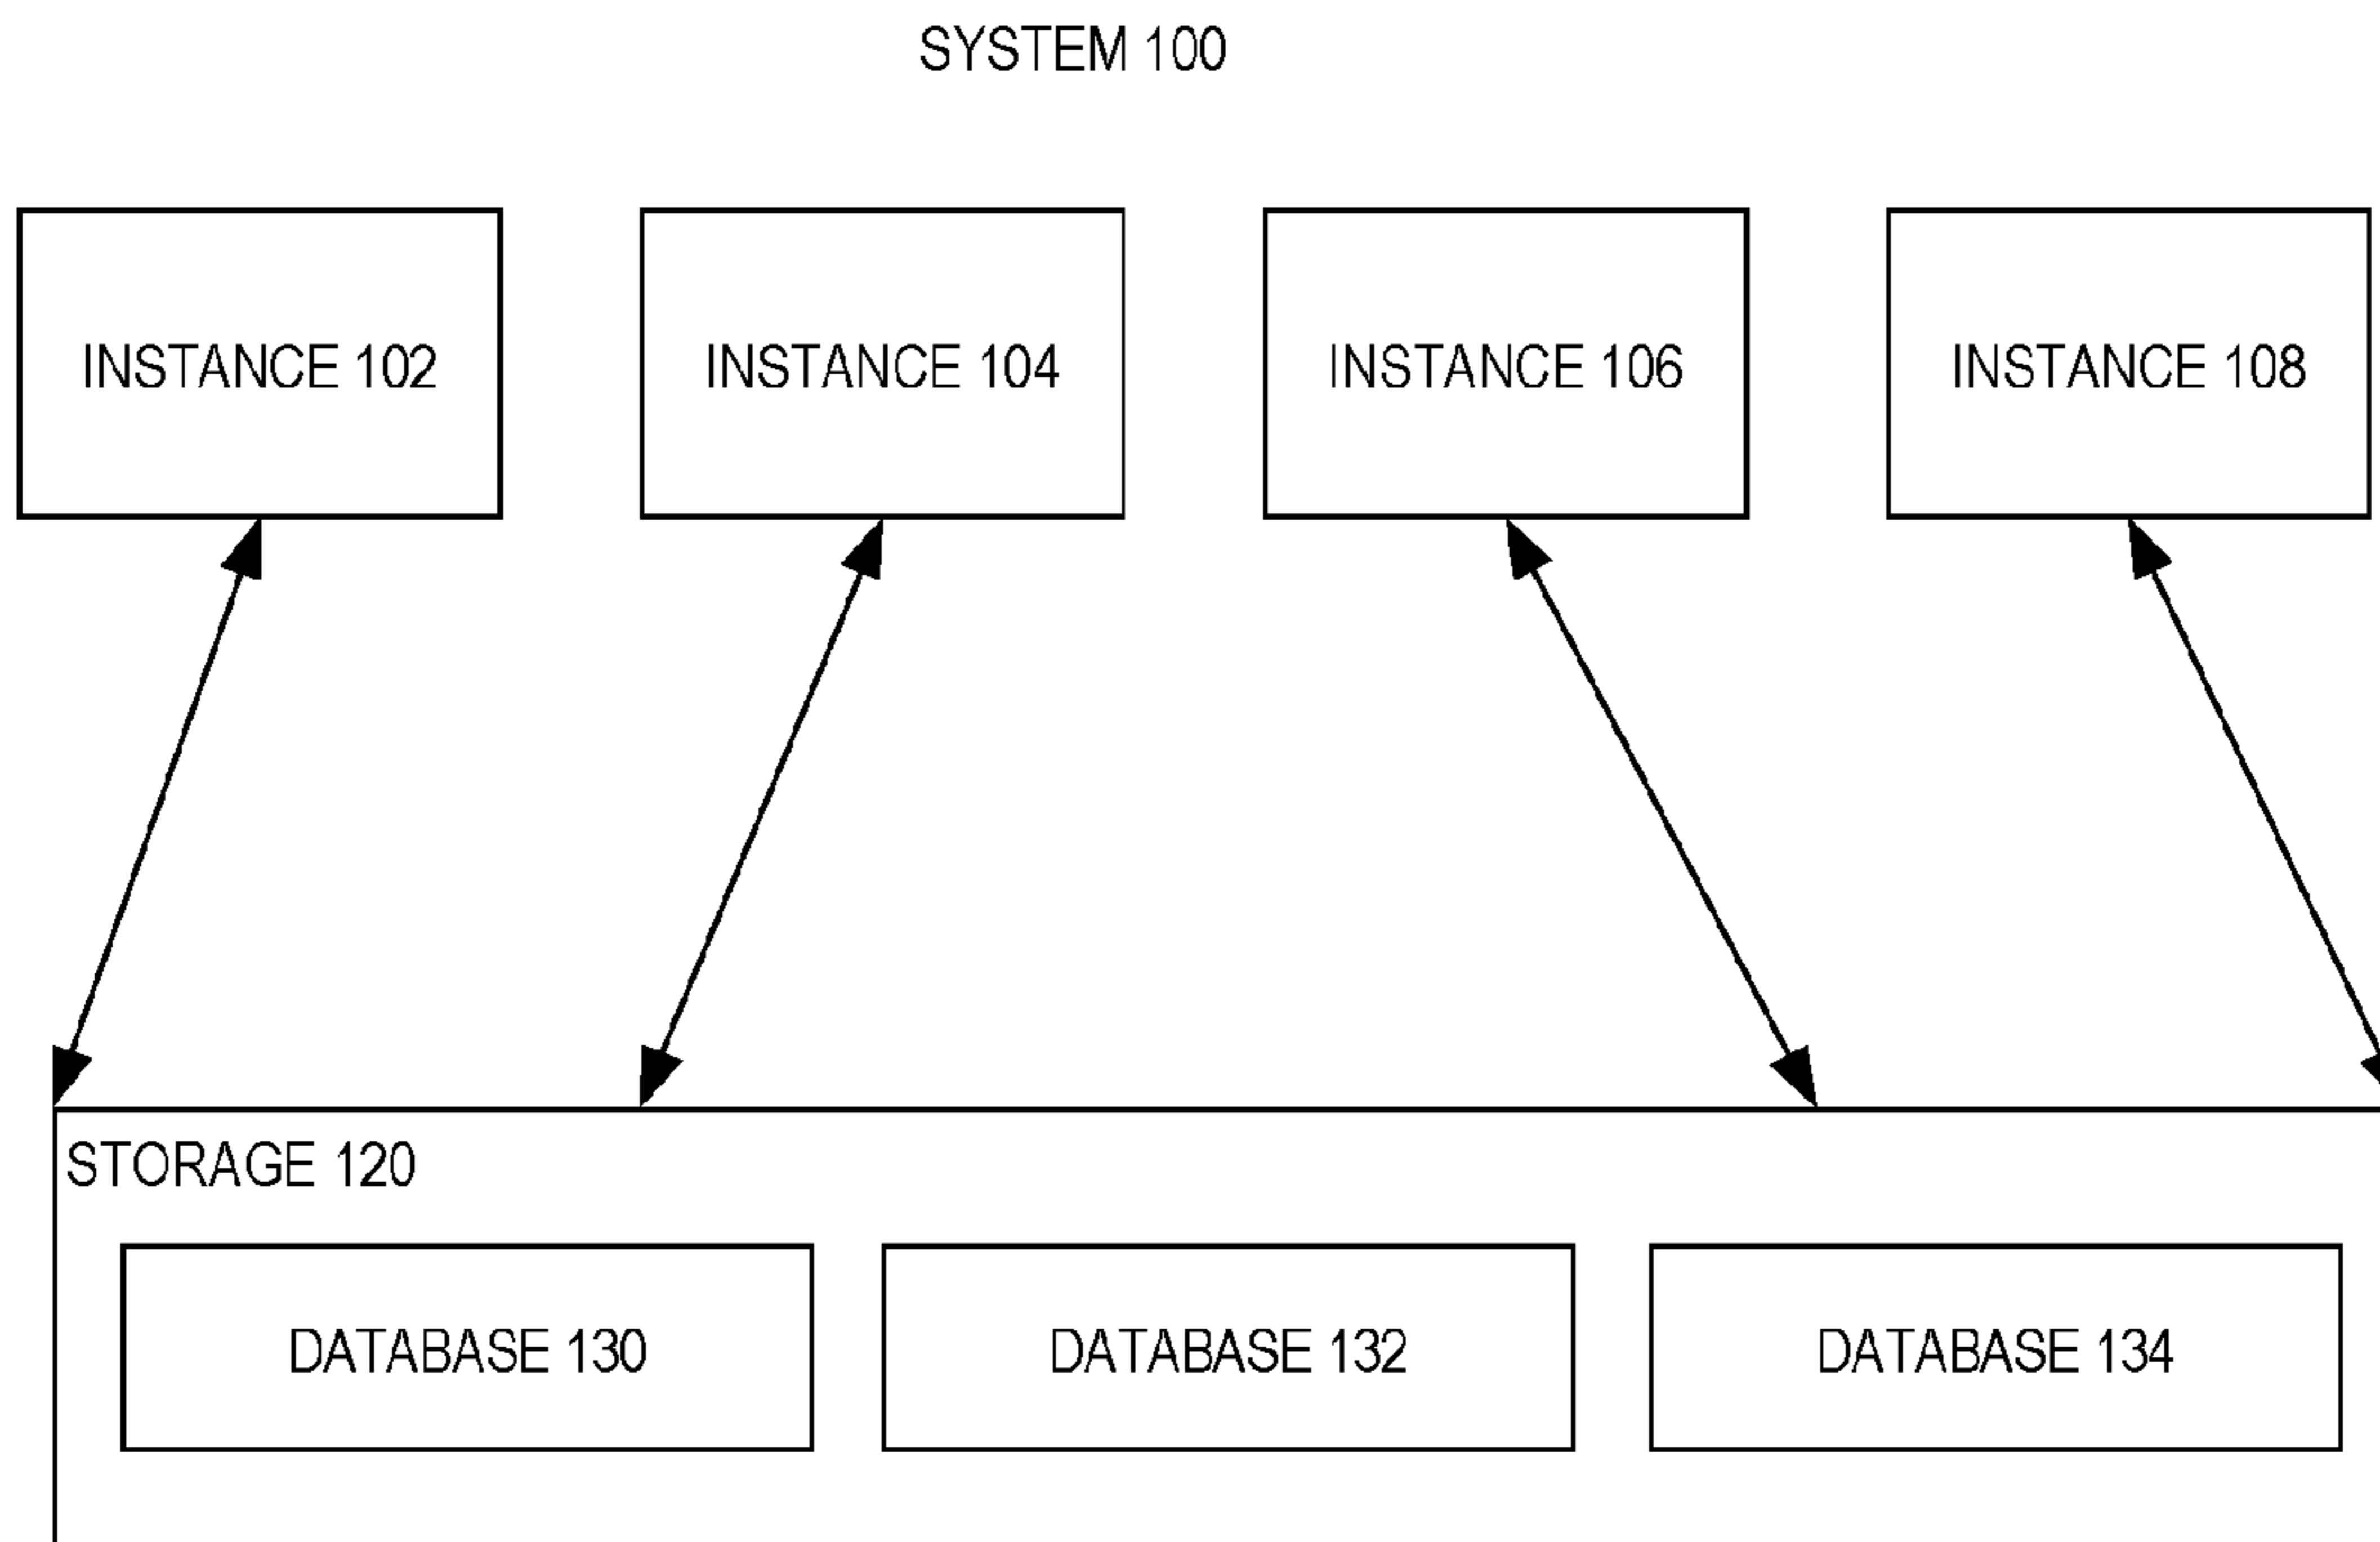 SYSTEM 100
INSTANCE 102
INSTANCE 104
INSTANCE 106
INSTANCE 108
STORAGE 120
DATABASE 130
DATABASE 132
DATABASE 134